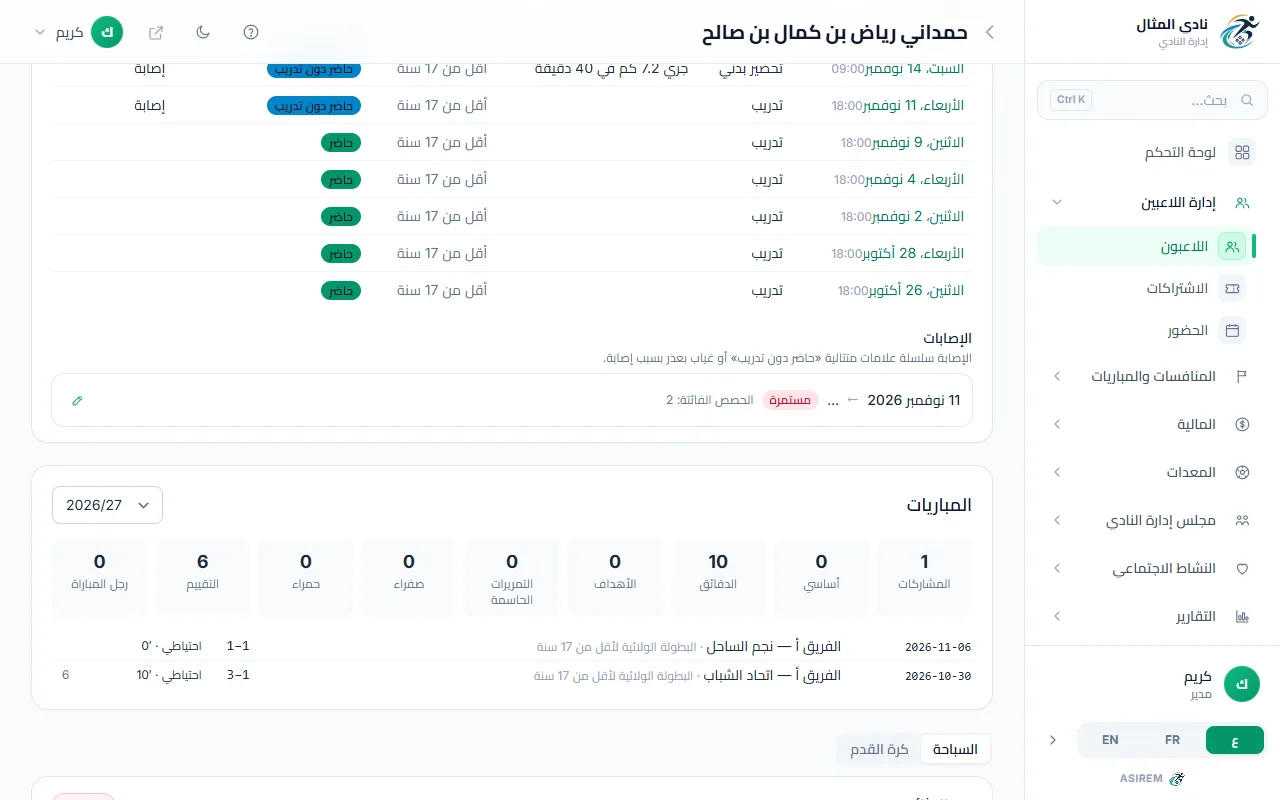 نادي المثال
إدارة النادي
بحث...
Ctrl K
لوحة التحكم
إدارة اللاعبين
اللاعبون
الاشتراكات
الحضور
المنافسات والمباريات
المالية
المعدات
مجلس إدارة النادي
النشاط الاجتماعي
التقارير
ك
كريم
مدير
ع
FR
EN
ASIREM
حمداني رياض بن كمال بن صالح
ك
كريم
السبت، 14 نوفمبر 09:00 تحضير بدني جري 7.2 كم في 40 دقيقة أقل من 17 سنة حاضر دون تدريب إصابة
الأربعاء، 11 نوفمبر 18:00 تدريب أقل من 17 سنة حاضر دون تدريب إصابة
الاثنين، 9 نوفمبر 18:00 تدريب أقل من 17 سنة حاضر
الأربعاء، 4 نوفمبر 18:00 تدريب أقل من 17 سنة حاضر
الاثنين، 2 نوفمبر 18:00 تدريب أقل من 17 سنة حاضر
الأربعاء، 28 أكتوبر 18:00 تدريب أقل من 17 سنة حاضر
الاثنين، 26 أكتوبر 18:00 تدريب أقل من 17 سنة حاضر
الإصابات
الإصابة سلسلة علامات متتالية «حاضر دون تدريب» أو غياب بعذر بسبب إصابة.
11 نوفمبر 2026 ← ... مستمرة الحصص الفائتة: 2
المباريات
2026/27
1 المشاركات
0 أساسي
10 الدقائق
0 الأهداف
0 التمريرات الحاسمة
0 صفراء
0 حمراء
6 التقييم
0 رجل المباراة
2026-11-06 الفريق أ — نجم الساحل · البطولة الولائية لأقل من 17 سنة 1–1 احتياطي · 0′
2026-10-30 الفريق أ — اتحاد الشباب · البطولة الولائية لأقل من 17 سنة 3–1 احتياطي · 10′ 6
السباحة
كرة القدم